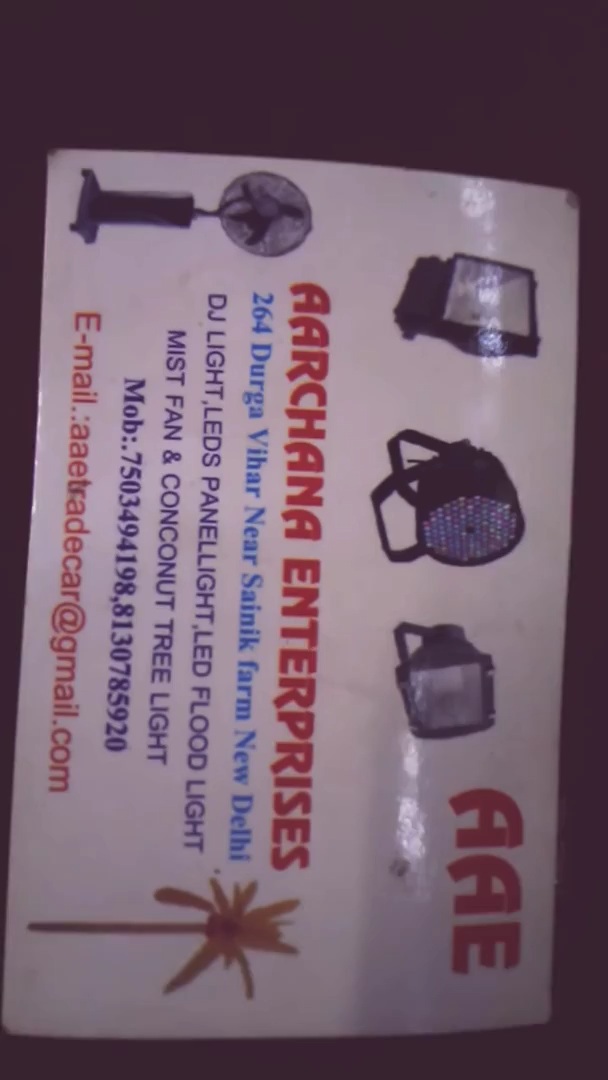 AAE
AARCHANA ENTERPRISES
264 Durga Vihar Near Sainik farm New Delhi
DJ LIGHT,LEDS PANELLIGHT,LED FLOOD LIGHT
MIST FAN & CONCONUT TREE LIGHT
Mob:.7503494198,8130785920
E-mail.:aaetradecar@gmail.com